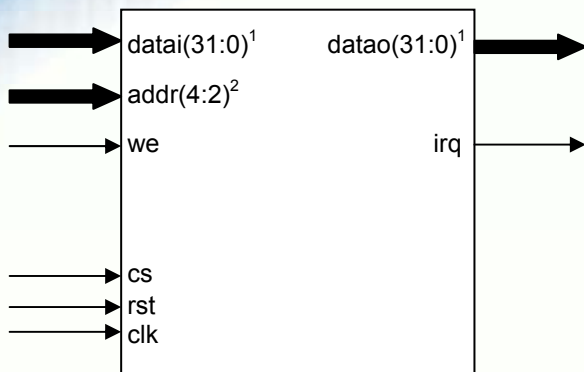 datai(31:0)¹
datao(31:0)¹
addr(4:2)²
we
irq
cs
rst
clk